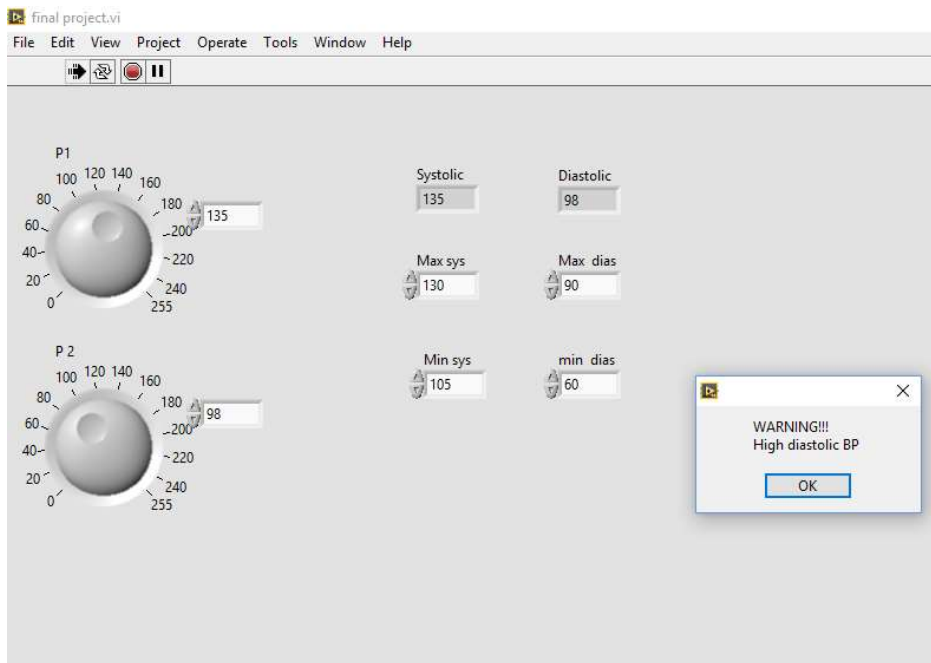 final project.vi
File Edit View Project Operate Tools Window Help
P1
0 20 40 60 80 100 120 140 160 180 200 220 240 255
135
Systolic Diastolic
135 98
Max sys Max dias
130 90
P 2
0 20 40 60 80 100 120 140 160 180 200 220 240 255
98
Min sys min dias
105 60
WARNING!!!
High diastolic BP
OK